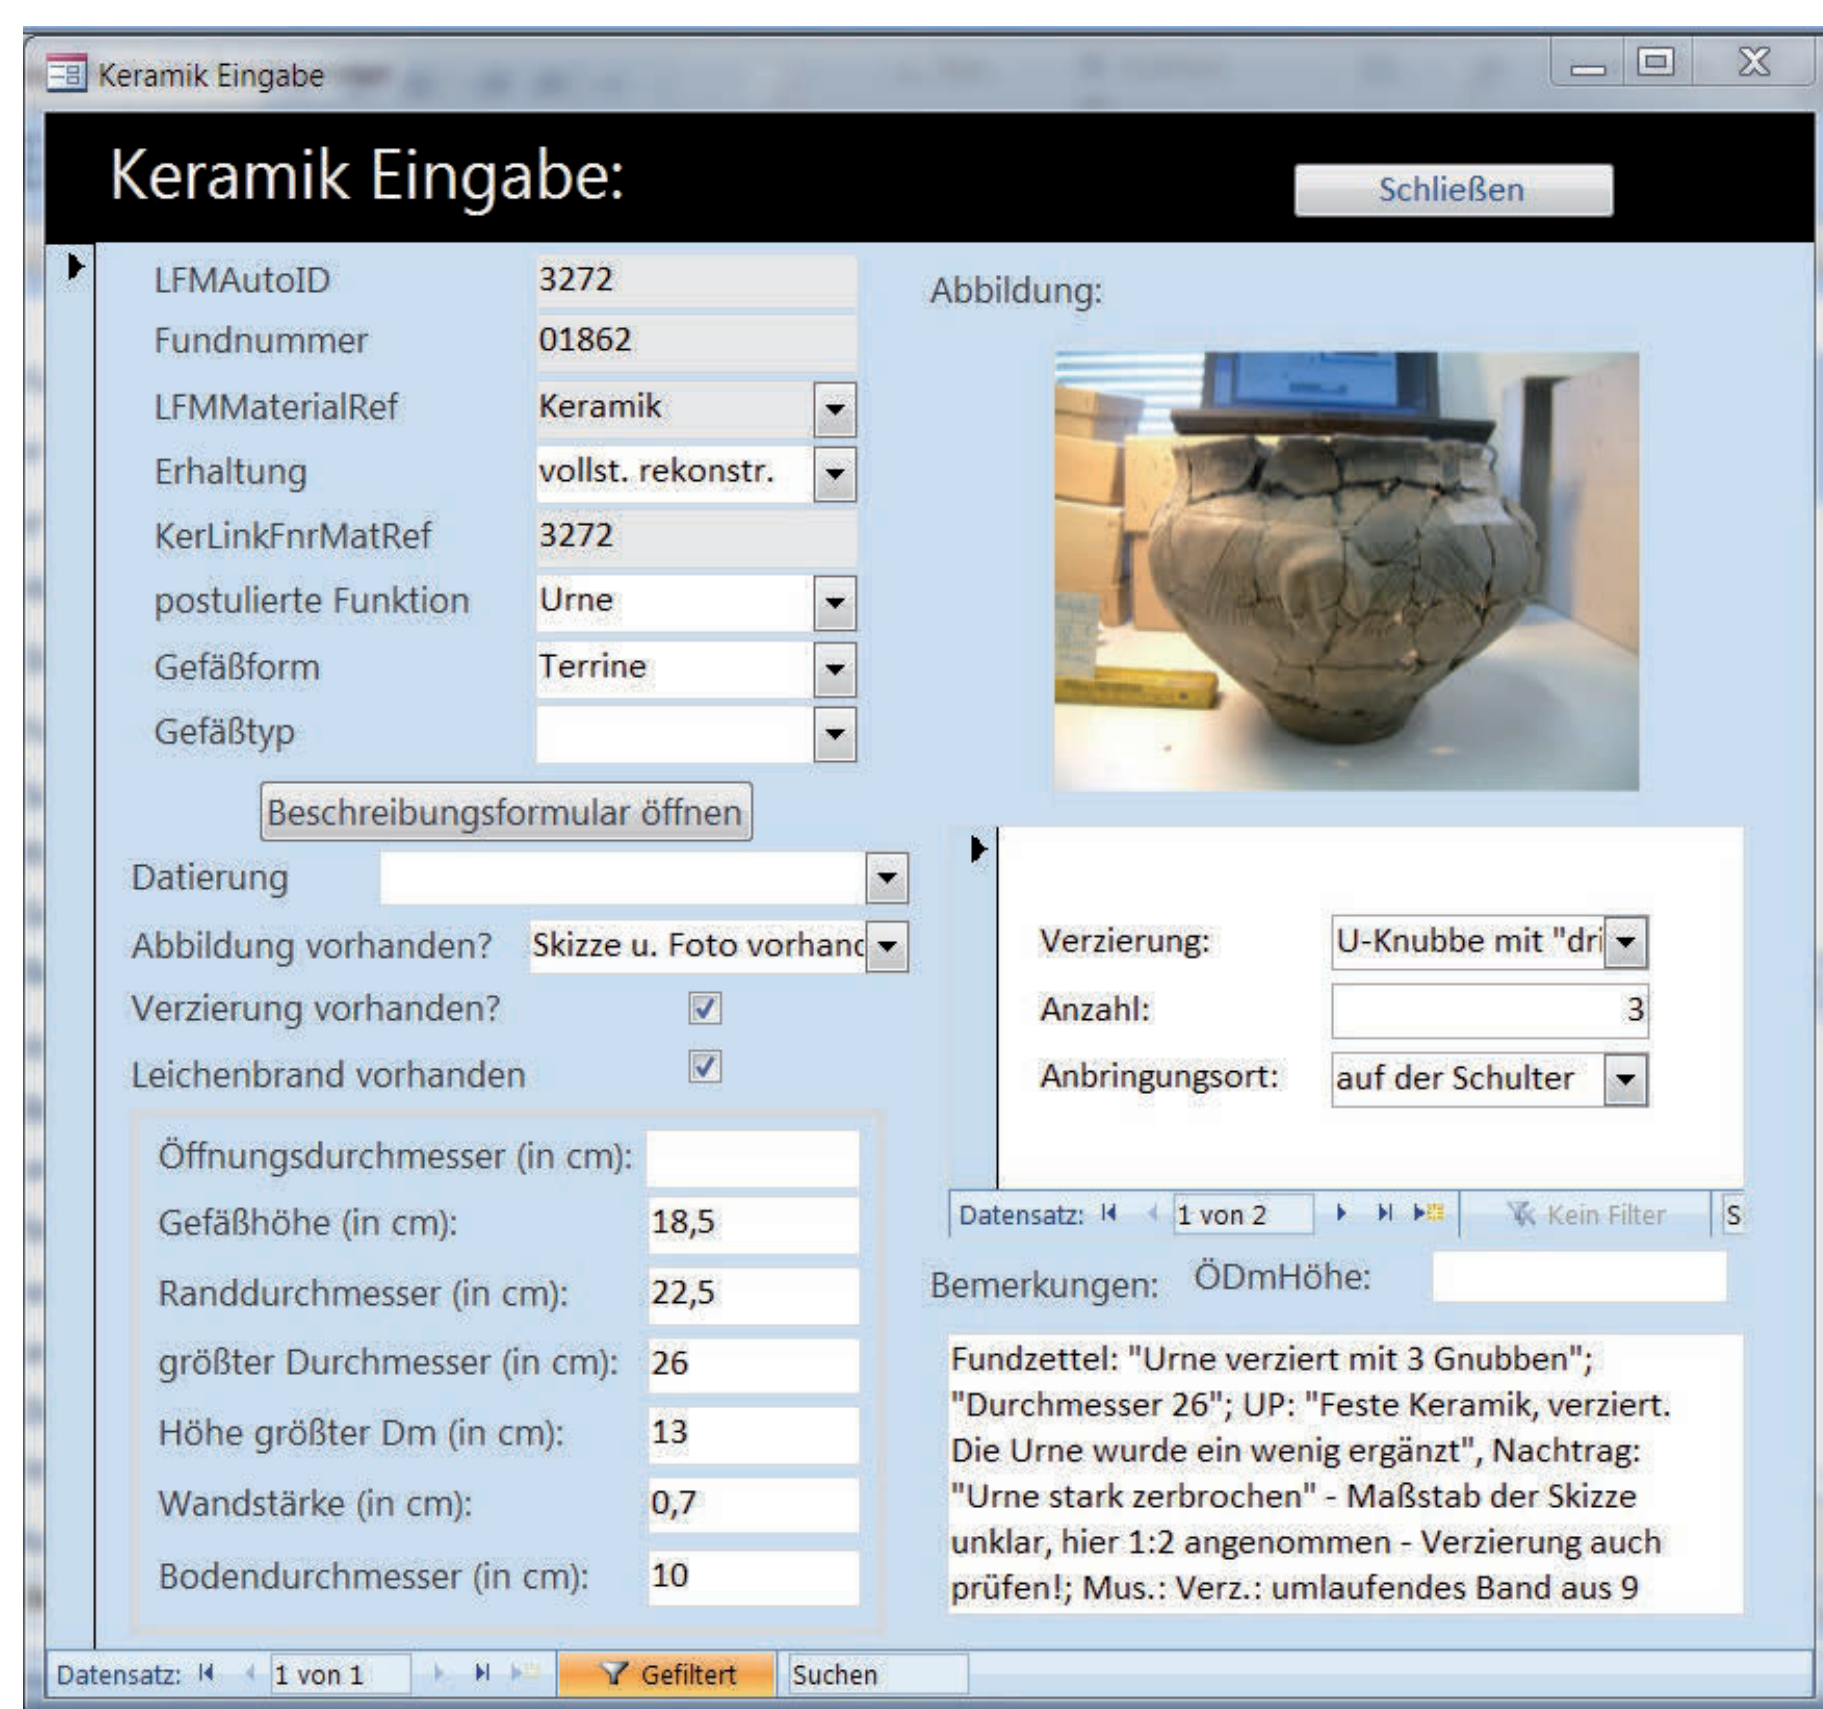 Keramik Eingabe
Keramik Eingabe:
Schließen
LFMAutoID 3272
Fundnummer 01862
LFMMaterialRef Keramik
Erhaltung vollst. rekonstr.
KerLinkFnrMatRef 3272
postulierte Funktion Urne
Gefäßform Terrine
Gefäßtyp
Beschreibungsformular öffnen
Datierung
Abbildung vorhanden? Skizze u. Foto vorhanc
Verzierung vorhanden?
Leichenbrand vorhanden
Öffnungsdurchmesser (in cm):
Gefäßhöhe (in cm): 18,5
Randdurchmesser (in cm): 22,5
größter Durchmesser (in cm): 26
Höhe größter Dm (in cm): 13
Wandstärke (in cm): 0,7
Bodendurchmesser (in cm): 10
Abbildung:
Verzierung: U-Knubbe mit "dri
Anzahl: 3
Anbringungsort: auf der Schulter
Datensatz: 1 von 2 Kein Filter S
Bemerkungen: ÖDmHöhe:
Fundzettel: "Urne verziert mit 3 Gnubben";
"Durchmesser 26"; UP: "Feste Keramik, verziert.
Die Urne wurde ein wenig ergänzt", Nachtrag:
"Urne stark zerbrochen" - Maßstab der Skizze
unklar, hier 1:2 angenommen - Verzierung auch
prüfen!; Mus.: Verz.: umlaufendes Band aus 9
Datensatz: 1 von 1 Gefiltert Suchen